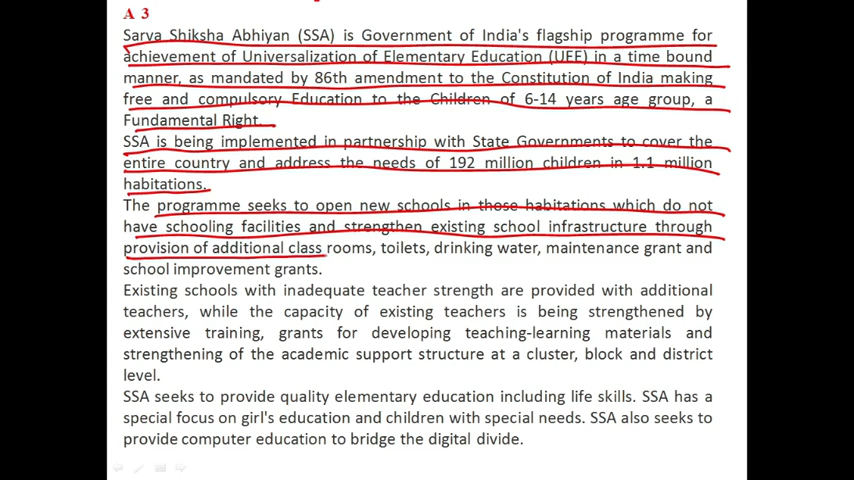 A 3
Sarva Shiksha Abhiyan (SSA) is Government of India's flagship programme for
achievement of Universalization of Elementary Education (UEE) in a time bound
manner, as mandated by 86th amendment to the Constitution of India making
free and compulsory Education to the Children of 6-14 years age group, a
Fundamental Right.
SSA is being implemented in partnership with State Governments to cover the
entire country and address the needs of 192 million children in 1.1 million
habitations.
The programme seeks to open new schools in those habitations which do not
have schooling facilities and strengthen existing school infrastructure through
provision of additional class rooms, toilets, drinking water, maintenance grant and
school improvement grants.
Existing schools with inadequate teacher strength are provided with additional
teachers, while the capacity of existing teachers is being strengthened by
extensive training, grants for developing teaching-learning materials and
strengthening of the academic support structure at a cluster, block and district
level.
SSA seeks to provide quality elementary education including life skills. SSA has a
special focus on girl's education and children with special needs. SSA also seeks to
provide computer education to bridge the digital divide.